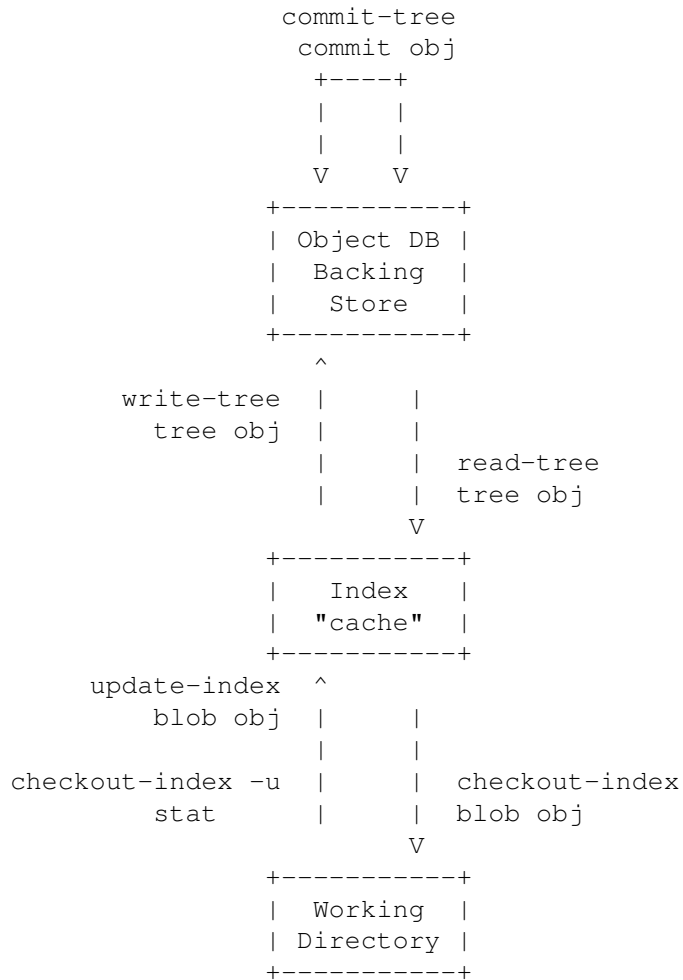 commit-tree
commit obj
+----+
|    |
|    |
V    V
+-----------+
| Object DB |
|  Backing  |
|   Store   |
+-----------+
^
write-tree  |     |
tree obj  |     |
|     |  read-tree
|     |  tree obj
V
+-----------+
|   Index   |
|  "cache"  |
+-----------+
update-index  ^
blob obj  |     |
|     |
checkout-index -u  |     |  checkout-index
stat     |     |  blob obj
V
+-----------+
|  Working  |
| Directory |
+-----------+